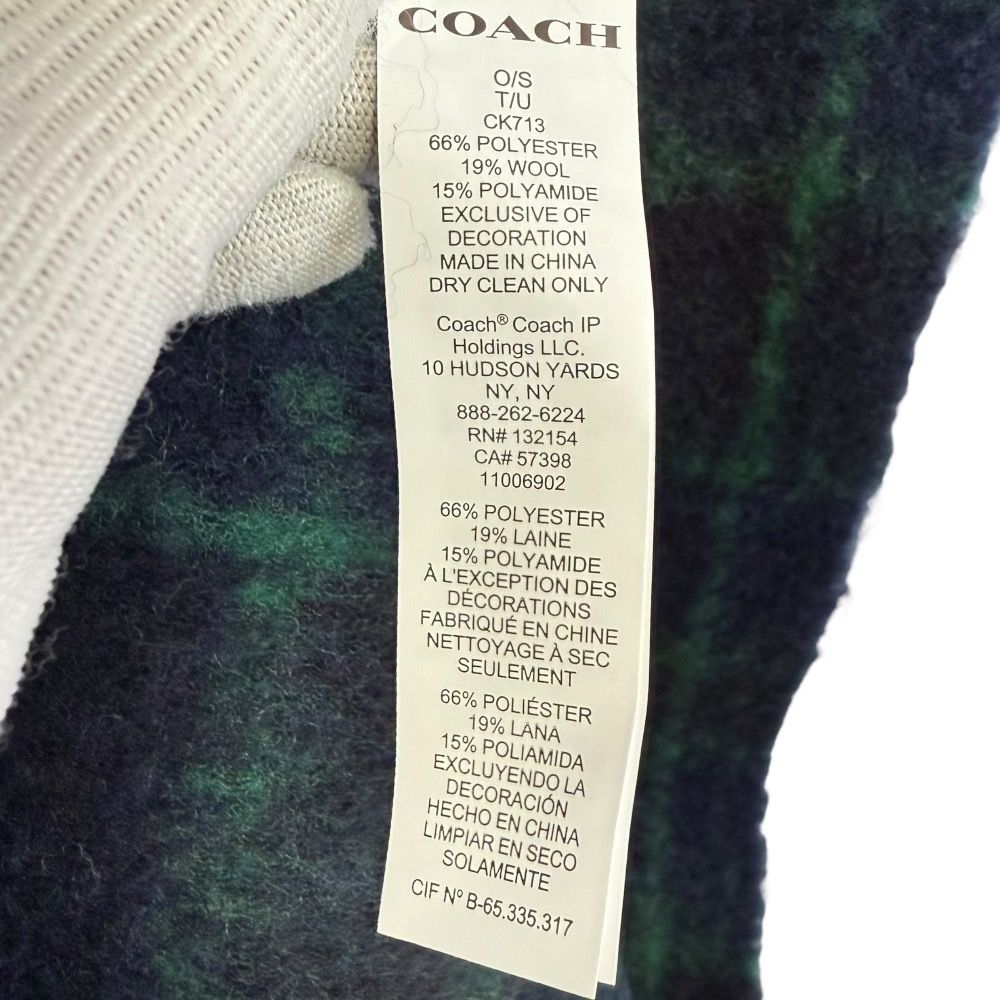 COACH
O/S
T/U
CK713
66% POLYESTER
19% WOOL
15% POLYAMIDE
EXCLUSIVE OF
DECORATION
MADE IN CHINA
DRY CLEAN ONLY
Coach® Coach IP
Holdings LLC.
10 HUDSON YARDS
NY, NY
888-262-6224
RN# 132154
CA# 57398
11006902
66% POLYESTER
19% LAINE
15% POLYAMIDE
À L'EXCEPTION DES
DÉCORATIONS
FABRIQUÉ EN CHINE
NETTOYAGE À SEC
SEULEMENT
66% POLIÉSTER
19% LANA
15% POLIAMIDA
EXCLUYENDO LA
DECORACIÓN
HECHO EN CHINA
LIMPIAR EN SECO
SOLAMENTE
CIF Nº B-65.335.317